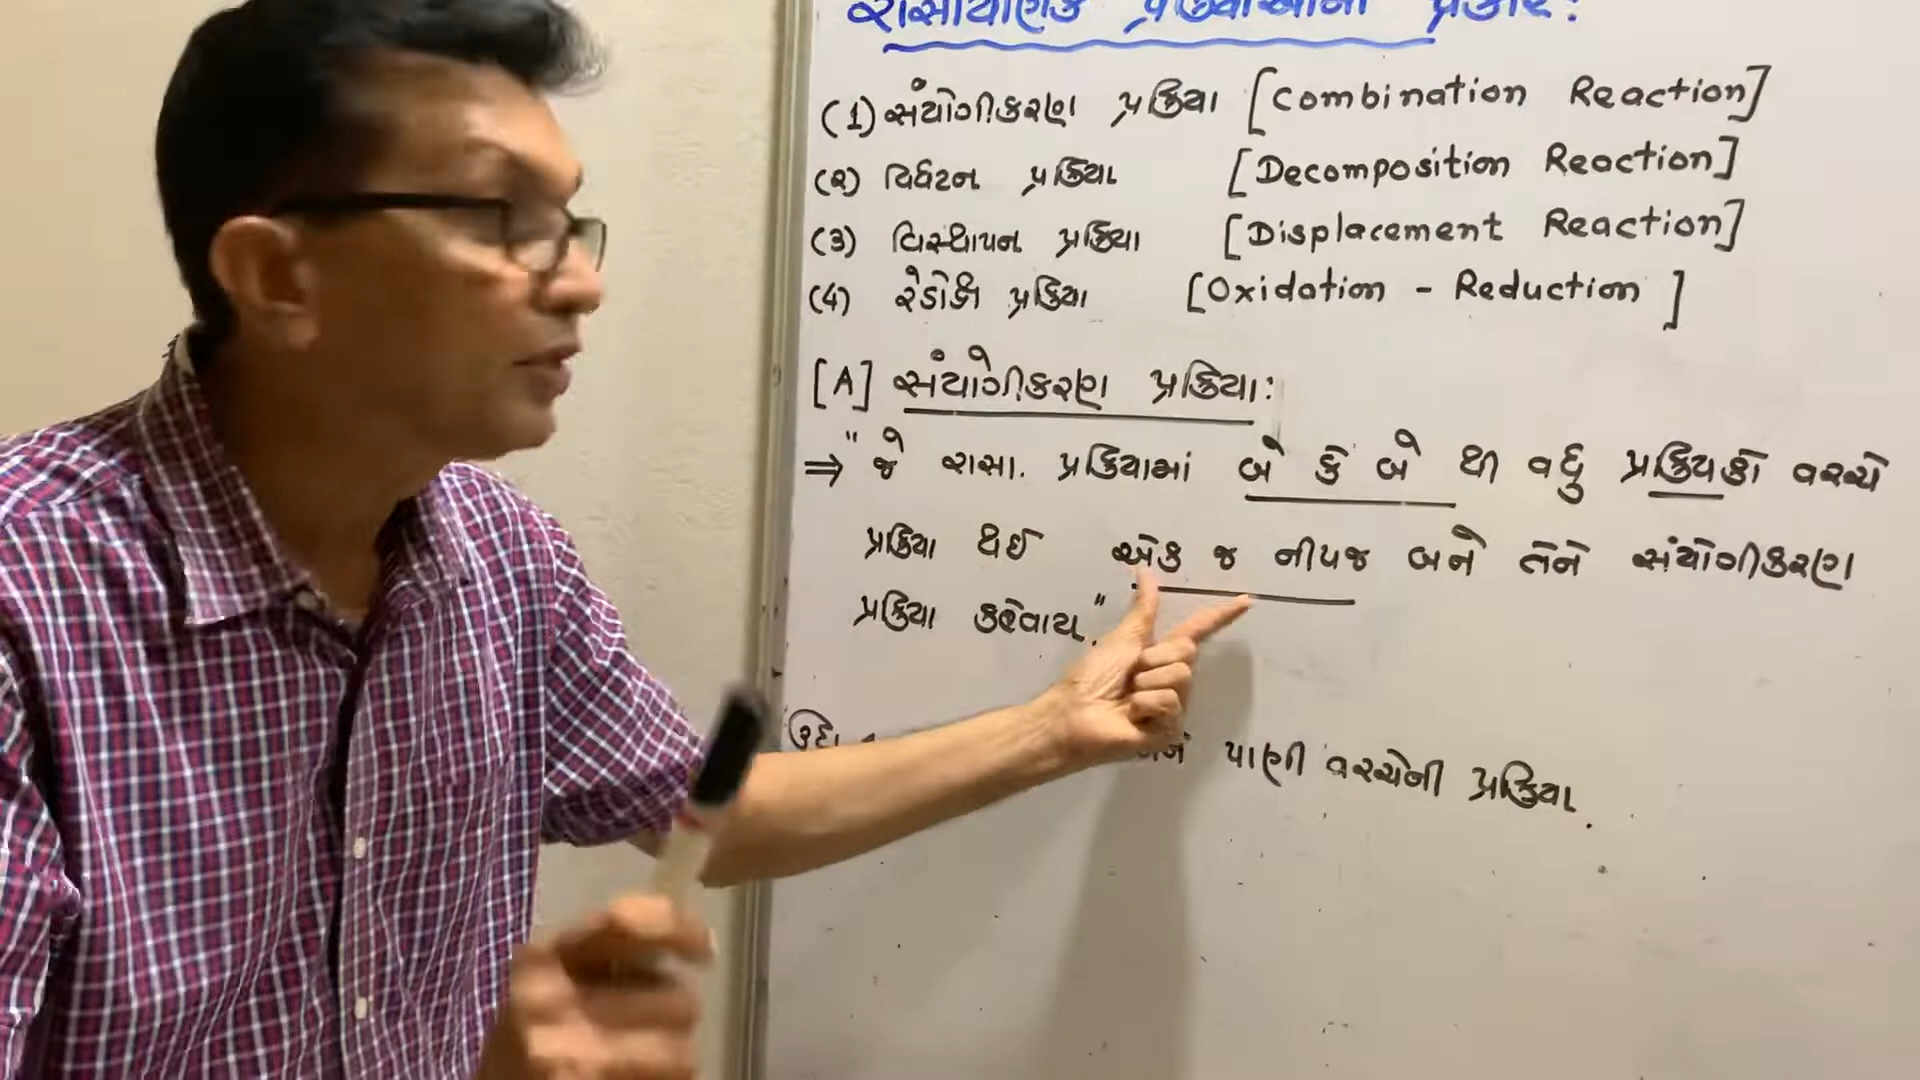 રાસાયણિક પ્રક્રિયાઓના પ્રકાર:
(1) સંયોગીકરણ પ્રક્રિયા [Combination Reaction]
(૨) વિઘટન પ્રક્રિયા [Decomposition Reaction]
(3) વિસ્થાપન પ્રક્રિયા [Displacement Reaction]
(4) રેડોક્ષ પ્રક્રિયા [Oxidation - Reduction ]
[A] સંયોગીકરણ પ્રક્રિયા:
⇒ "જે રાસા. પ્રક્રિયામાં બે કે બે થી વધુ પ્રક્રિયકો વચ્ચે
પ્રક્રિયા થઈ એક જ નીપજ બને તેને સંયોગીકરણ
પ્રક્રિયા કહેવાય."
ઉદા. પાણી વચ્ચેની પ્રક્રિયા.